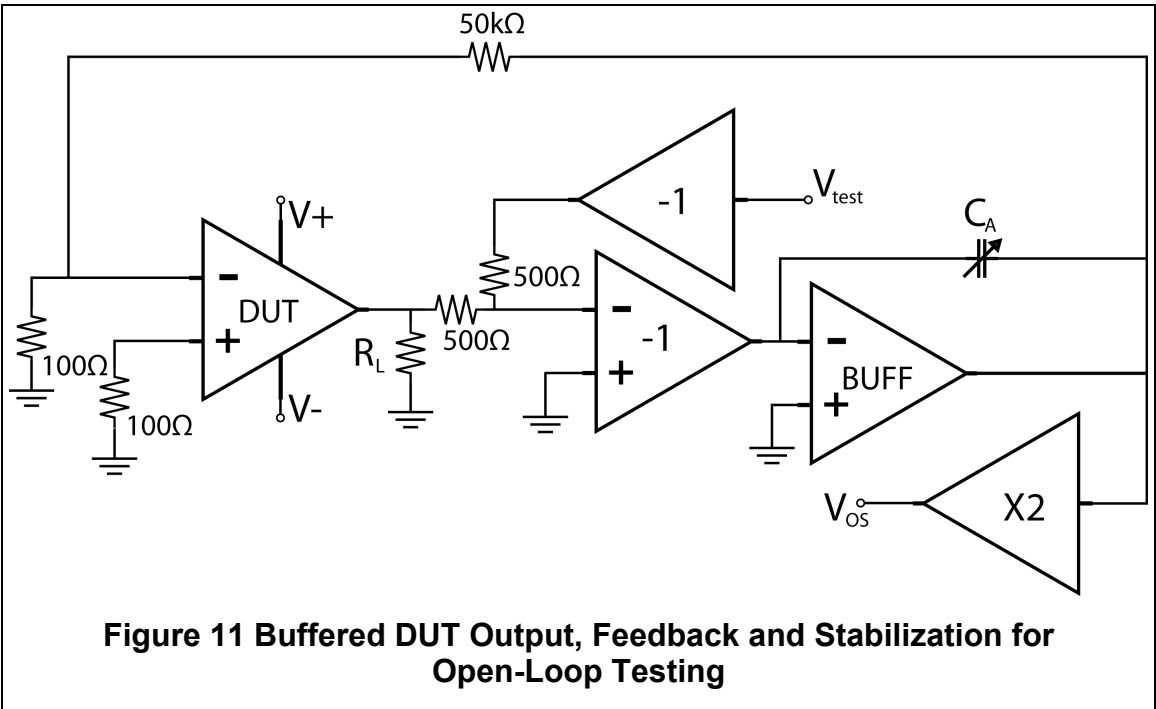 50kΩ
-1
Vtest
CA
V+
500Ω
-
DUT
+
500Ω
RL
-
-1
+
-
BUFF
+
100Ω
100Ω
V-
VOS
X2
Figure 11 Buffered DUT Output, Feedback and Stabilization for
Open-Loop Testing